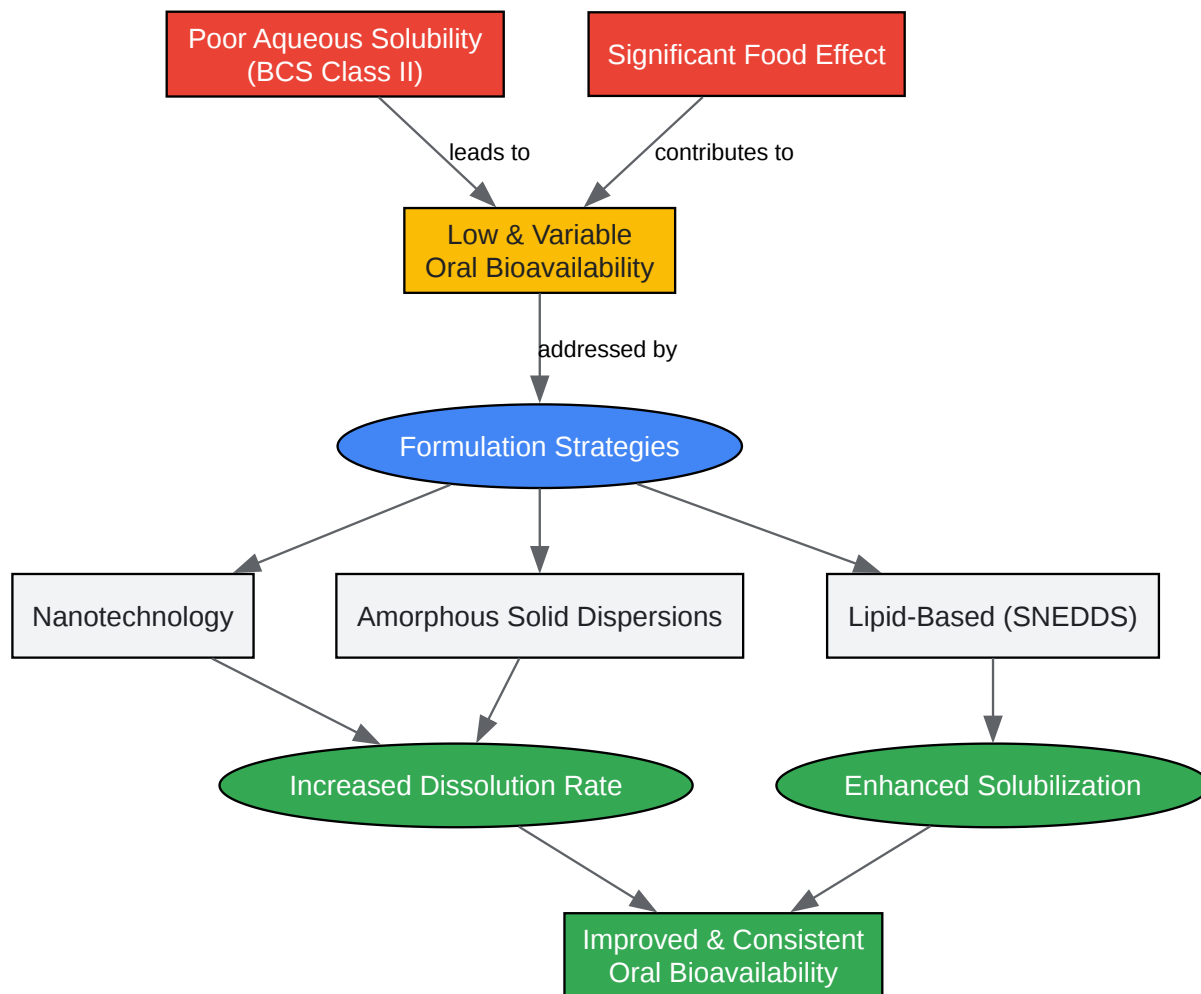 Poor Aqueous Solubility
(BCS Class II)
Significant Food Effect
leads to
contributes to
Low & Variable
Oral Bioavailability
addressed by
Formulation Strategies
Nanotechnology
Amorphous Solid Dispersions
Lipid-Based (SNEDDS)
Increased Dissolution Rate
Enhanced Solubilization
Improved & Consistent
Oral Bioavailability